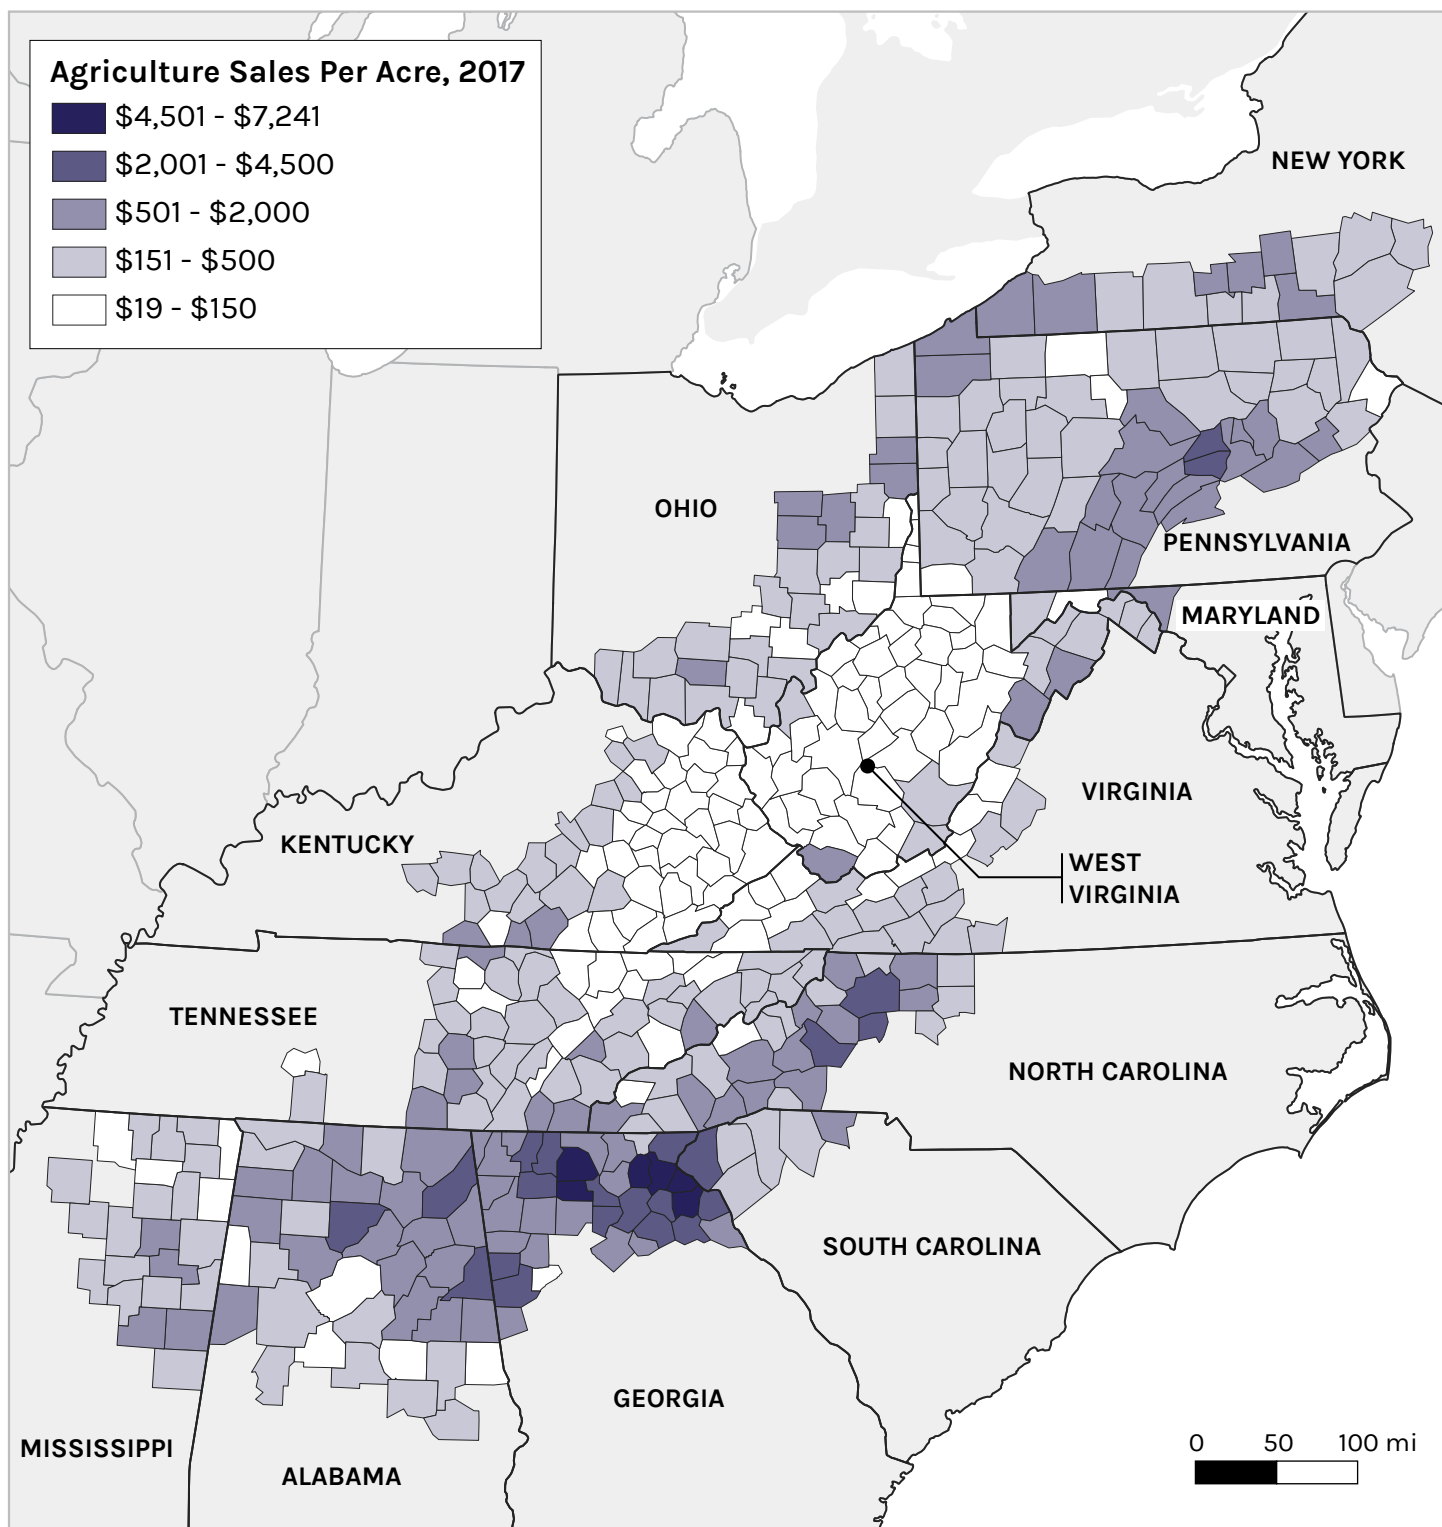 Agriculture Sales Per Acre, 2017
$4,501 - $7,241
$2,001 - $4,500
$501 - $2,000
$151 - $500
$19 - $150
NEW YORK
OHIO
PENNSYLVANIA
MARYLAND
VIRGINIA
KENTUCKY
WEST
VIRGINIA
TENNESSEE
NORTH CAROLINA
SOUTH CAROLINA
GEORGIA
MISSISSIPPI
ALABAMA
0 50 100 mi